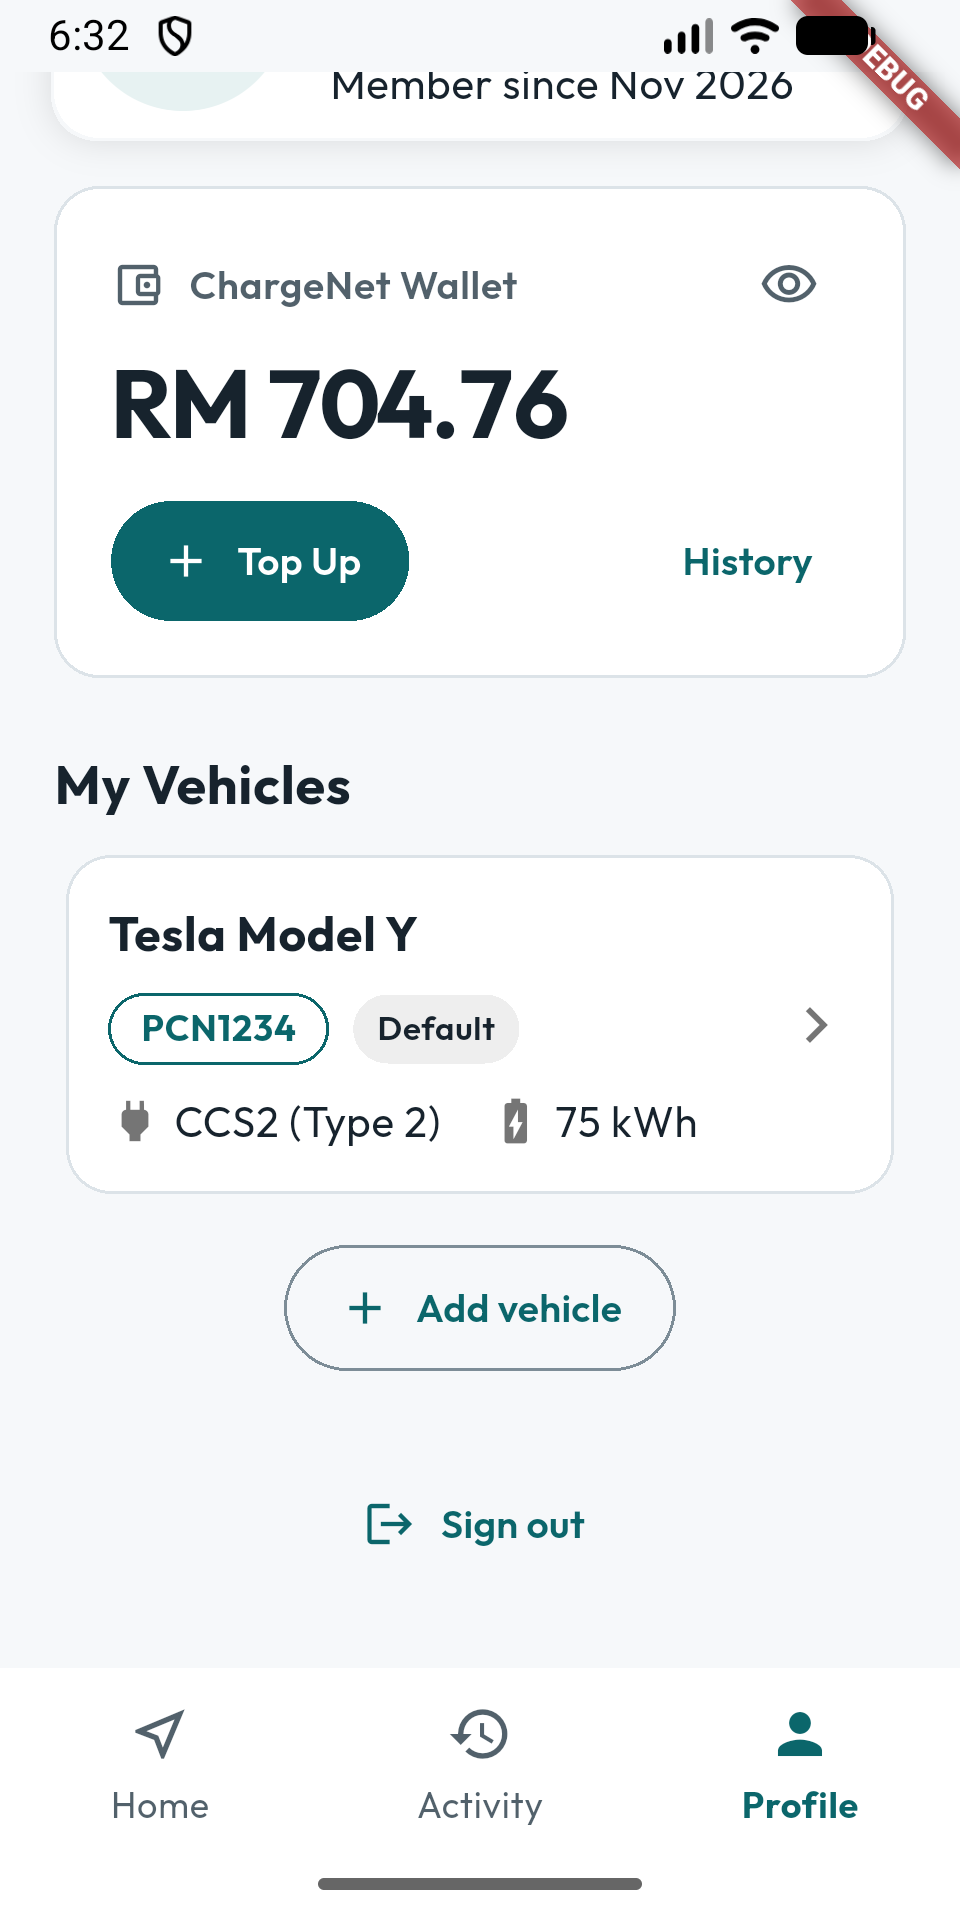 6:32
EBUG
Member since Nov 2026
ChargeNet Wallet
RM 704.76
Top Up
History
My Vehicles
Tesla Model Y
PCN1234
Default
CCS2 (Type 2)
75 kWh
Add vehicle
Sign out
Home
Activity
Profile